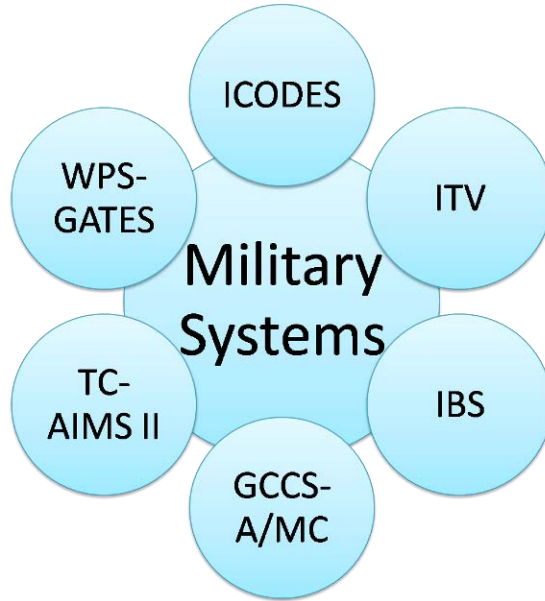 ICODES
WPS-
GATES
ITV
Military
Systems
TC-
AIMS II
IBS
GCCS-
A/MC